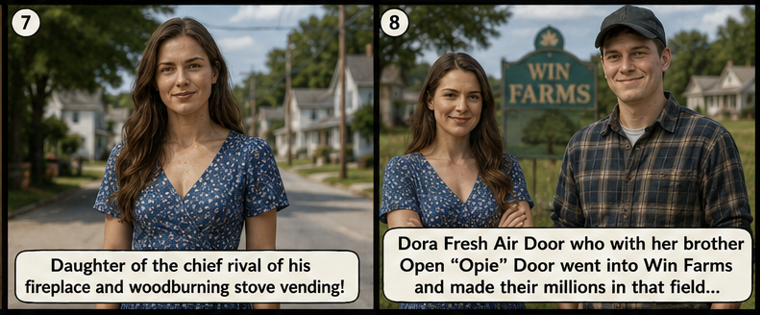 7
Daughter of the chief rival of his
fireplace and woodburning stove vending!
8
WIN
FARMS
Dora Fresh Air Door who with her brother
Open “Opie” Door went into Win Farms
and made their millions in that field...